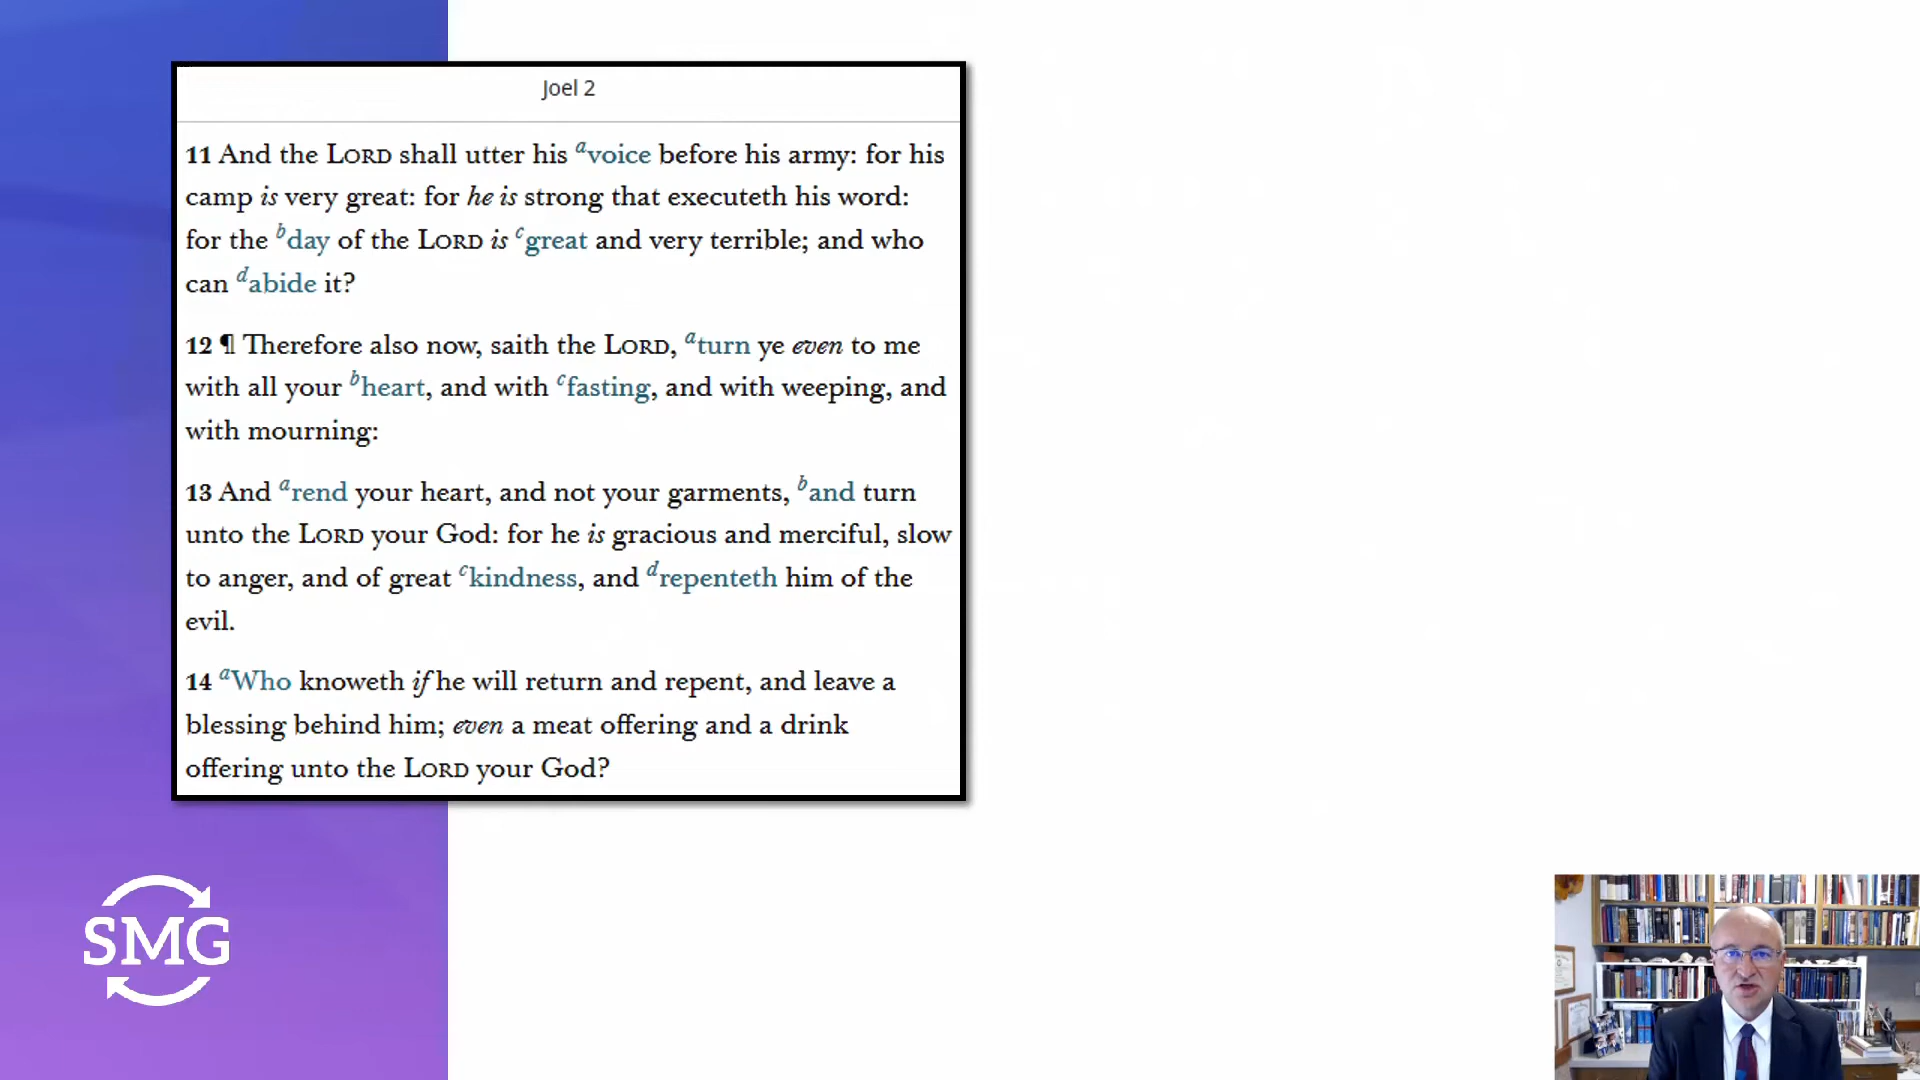 Joel 2
11 And the LORD shall utter his ᵃvoice before his army: for his
camp is very great: for he is strong that executeth his word:
for the ᵇday of the LORD is ᶜgreat and very terrible; and who
can ᵈabide it?
12 ¶ Therefore also now, saith the LORD, ᵃturn ye even to me
with all your ᵇheart, and with ᶜfasting, and with weeping, and
with mourning:
13 And ᵃrend your heart, and not your garments, ᵇand turn
unto the LORD your God: for he is gracious and merciful, slow
to anger, and of great ᶜkindness, and ᵈrepenteth him of the
evil.
14 ᵃWho knoweth if he will return and repent, and leave a
blessing behind him; even a meat offering and a drink
offering unto the LORD your God?
SMG